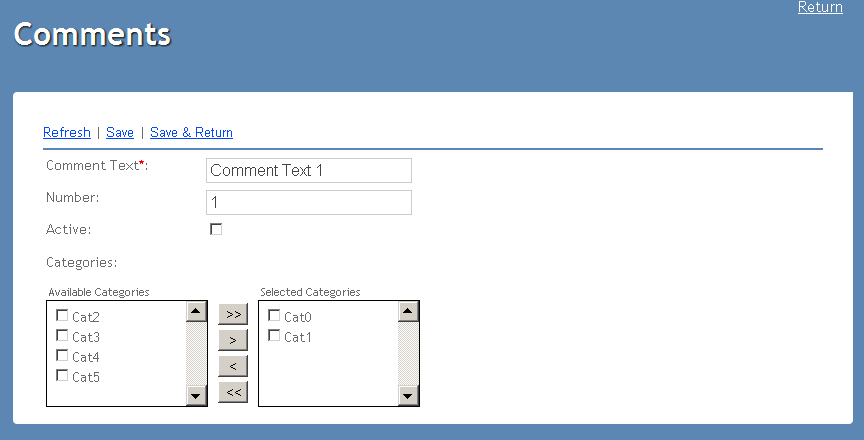 Return
Comments
Refresh | Save | Save & Return
Comment Text*: Comment Text 1
Number: 1
Active:
Categories:
Available Categories Selected Categories
Cat2 >> Cat0
Cat3 > Cat1
Cat4 <
Cat5 <<